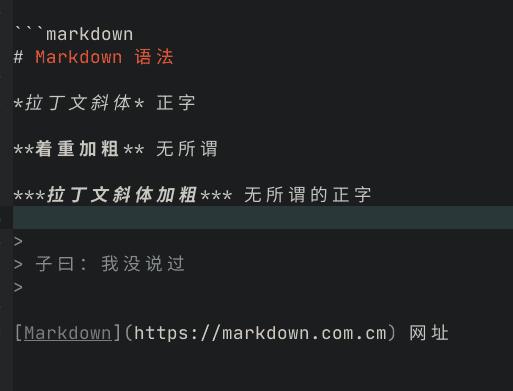 ```markdown
# Markdown 语法
*拉丁文斜体* 正字
**着重加粗** 无所谓
***拉丁文斜体加粗*** 无所谓的正字
>
> 子曰：我没说过
>
[Markdown](https://markdown.com.cm) 网址